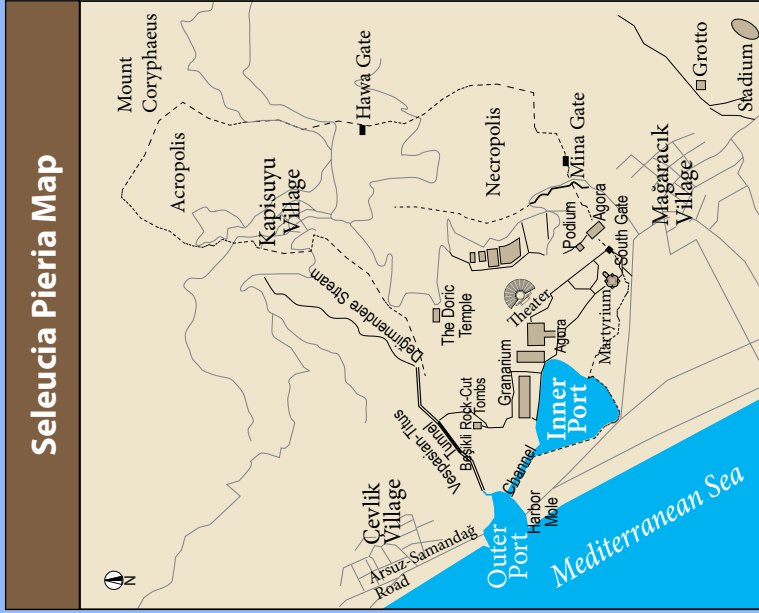 Seleucia Pieria Map
N
Mount
Coryphaeus
Acropolis
Kapisuyu
Village
Hawa Gate
Değirmendere Stream
Çevlik
Village
Arsuz-Samandağ
Road
Vespasian-Titus
Tunnel
Beşikli Rock-Cut
Tombs
The Doric
Temple
Necropolis
Mina Gate
Granarium
Theater
Agora
Podium
Agora
South Gate
Martyrium
Mağaracık
Village
Grotto
Stadium
Outer
Port
Channel
Harbor
Mole
Inner
Port
Mediterranean Sea